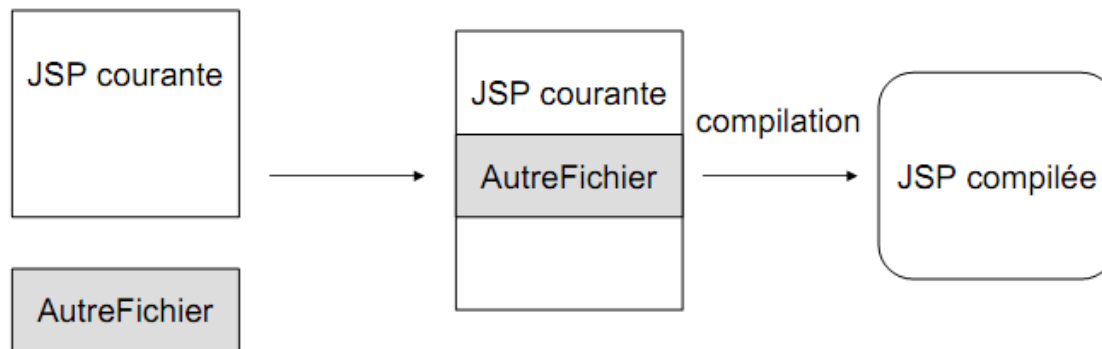 JSP courante
AutreFichier
JSP courante
AutreFichier
compilation
JSP compilée